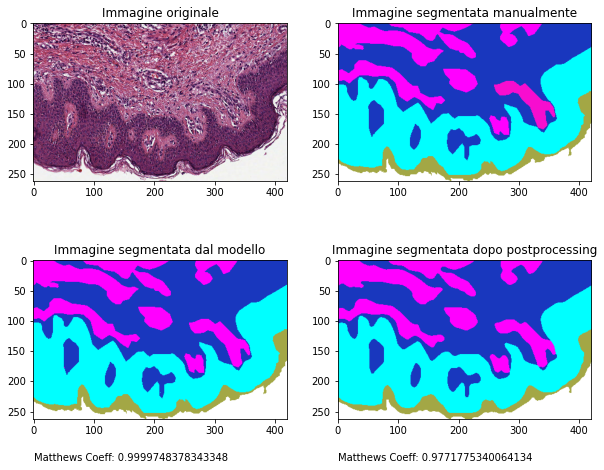 Immagine originale
Immagine segmentata manualmente
0
50
100
150
200
250
0 100 200 300 400
0
50
100
150
200
250
0 100 200 300 400
Immagine segmentata dal modello
Immagine segmentata dopo postprocessing
0
50
100
150
200
250
0 100 200 300 400
0
50
100
150
200
250
0 100 200 300 400
Matthews Coeff: 0.9999748378343348
Matthews Coeff: 0.9771775340064134